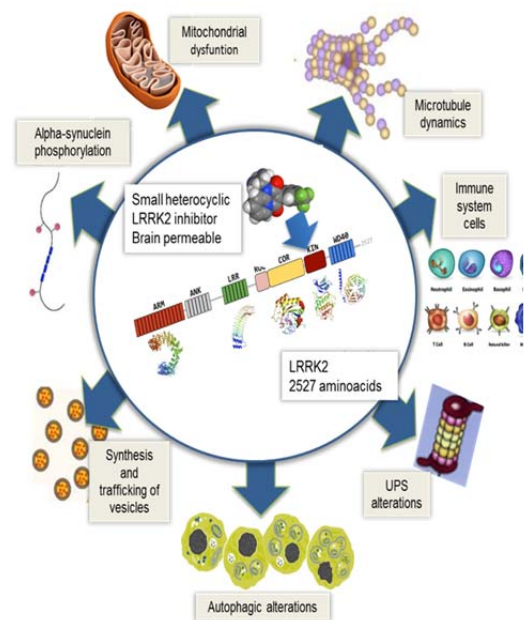 Mitochondrial
dysfuntion
Microtubule
dynamics
Alpha-synuclein
phosphorylation
Small heterocyclic
LRRK2 inhibitor
Brain permeable
Immune
system
cells
ARM
ANK
LRR
COR
KIN
WD40
2527
Neutrophil
Eosinophil
Basophil
T Cell
B Cell
Natural killer
LRRK2
2527 aminoacids
Synthesis
and
trafficking of
vesicles
UPS
alterations
Autophagic alterations